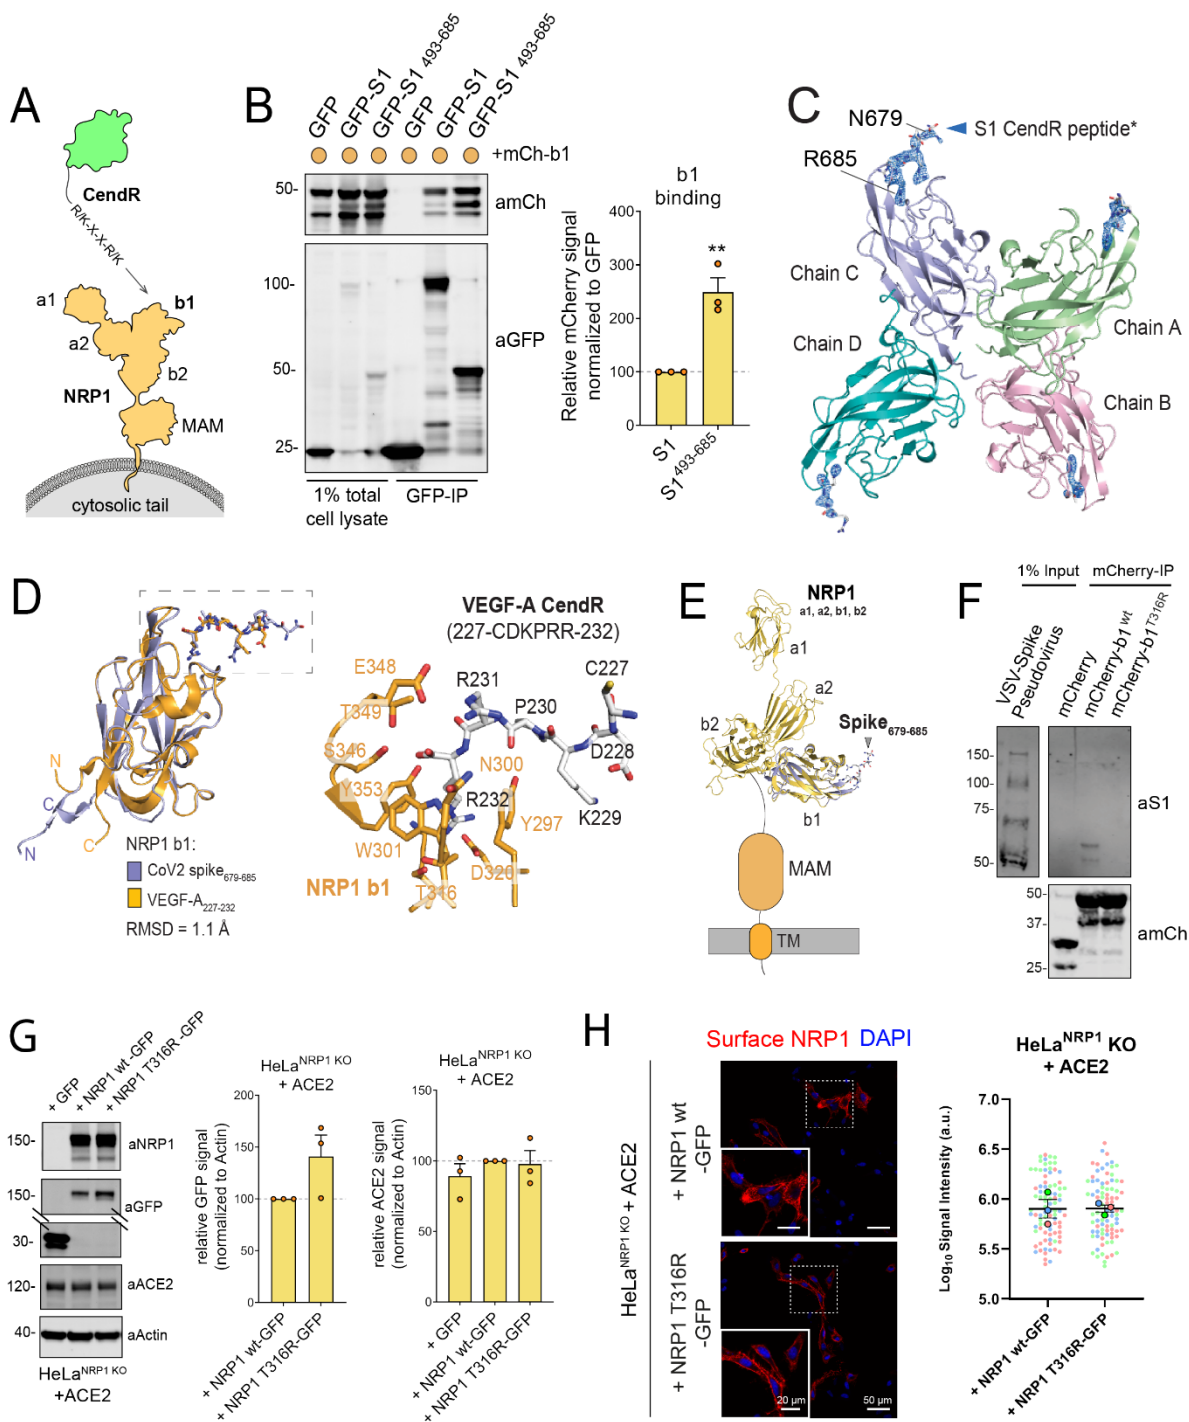 A
CendR
R/K-X-X-R/K
a1
a2
b1
b2
NRP1
MAM
cytosolic tail
B
GFP
GFP-S1
GFP-S1 493-685
GFP
GFP-S1
GFP-S1 493-685
+mCh-b1
50-
amCh
100-
50-
25-
aGFP
1% total
cell lysate
GFP-IP
b1
binding
Relative mCherry signal
normalized to GFP
400
300
200
100
0
**
S1
S1 493-685
C
N679
R685
S1 CendR peptide*
Chain C
Chain A
Chain D
Chain B
D
N
C
N
C
NRP1 b1:
CoV2 spike679-685
VEGF-A227-232
RMSD = 1.1 Å
VEGF-A CendR
(227-CDKPRR-232)
E348
T349
R231
C227
P230
S346
N300
D228
Y353
R232
K229
Y297
W301
D320
NRP1 b1
T316
E
NRP1
a1, a2, b1, b2
a1
a2
b2
Spike679-685
b1
MAM
TM
F
1% Input
mCherry-IP
VSV-Spike
Pseudovirus
mCherry
mCherry-b1 wt
mCherry-b1 T316R
150-
100-
75-
50-
aS1
50-
37-
25-
amCh
G
+ GFP
+ NRP1 wt-GFP
+ NRP1 T316R -GFP
150-
aNRP1
150-
aGFP
30-
120-
aACE2
40-
aActin
HeLa NRP1 KO
+ACE2
HeLa NRP1 KO
+ ACE2
relative GFP signal
(normalized to Actin)
200
150
100
50
0
+ NRP1 wt-GFP
+ NRP1 T316R-GFP
HeLa NRP1 KO
+ ACE2
relative ACE2 signal
(normalized to Actin)
150
100
50
0
+ GFP
+ NRP1 wt-GFP
+ NRP1 T316R-GFP
H
Surface NRP1 DAPI
HeLa NRP1 KO + ACE2
+ NRP1 wt
-GFP
+ NRP1 T316R
-GFP
20 µm
50 µm
HeLa NRP1 KO
+ ACE2
Log10 Signal Intensity (a.u.)
7.0
6.5
6.0
5.5
5.0
+ NRP1 wt-GFP
+ NRP1 T316R-GFP